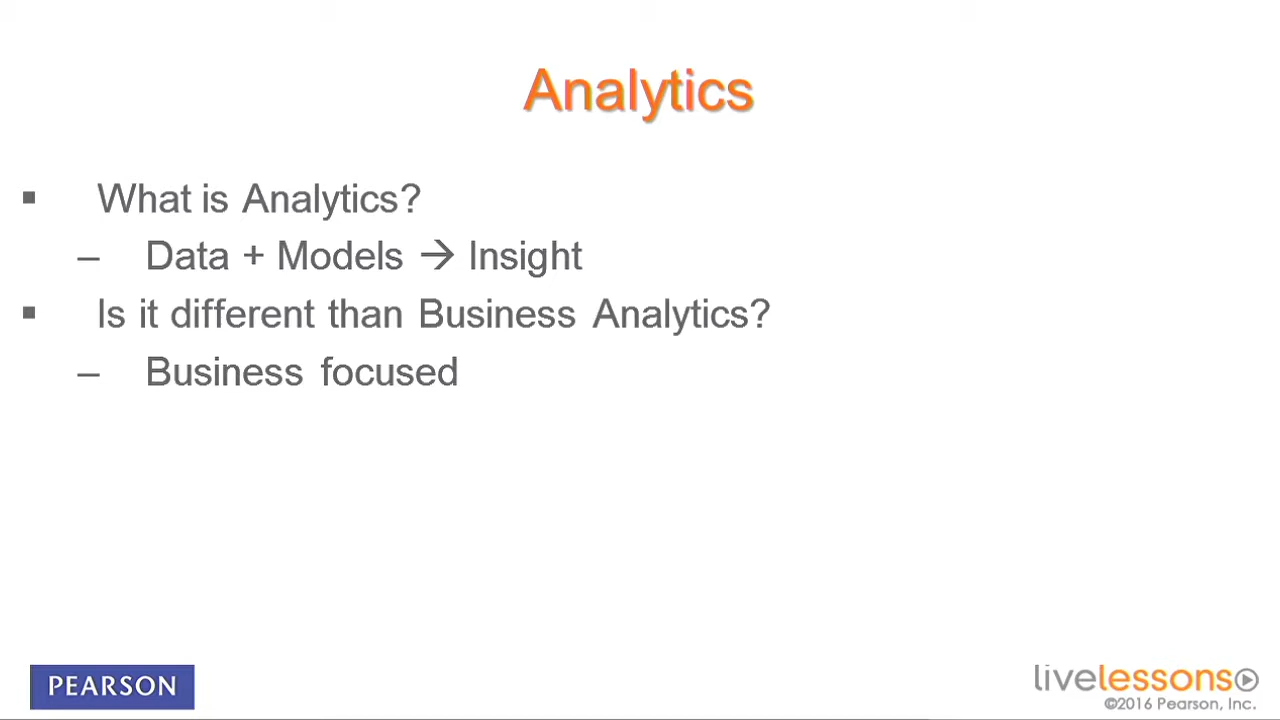 Analytics
▪ What is Analytics?
– Data + Models → Insight
▪ Is it different than Business Analytics?
– Business focused
PEARSON
livelessons
©2016 Pearson, Inc.